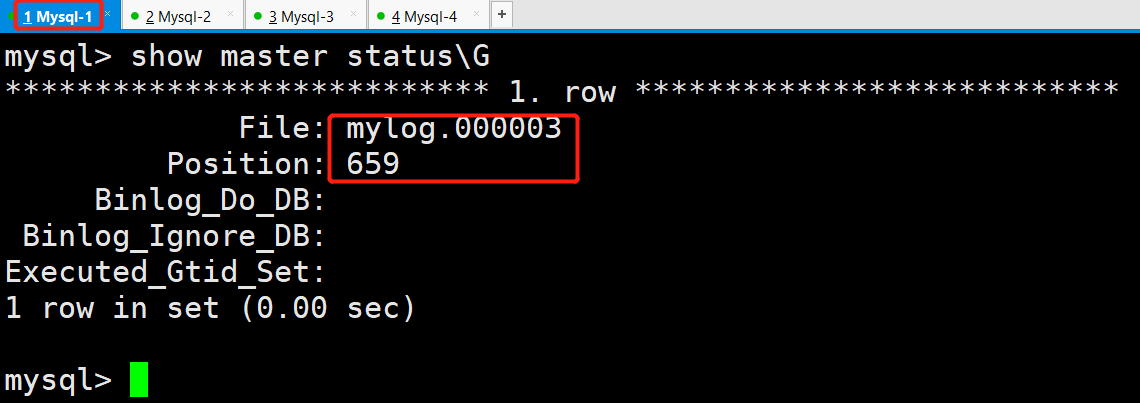 1 Mysql-1 × 2 Mysql-2 × 3 Mysql-3 × 4 Mysql-4 × +
mysql> show master status\G
*************************** 1. row ***************************
File: mylog.000003
Position: 659
Binlog_Do_DB:
Binlog_Ignore_DB:
Executed_Gtid_Set:
1 row in set (0.00 sec)
mysql>